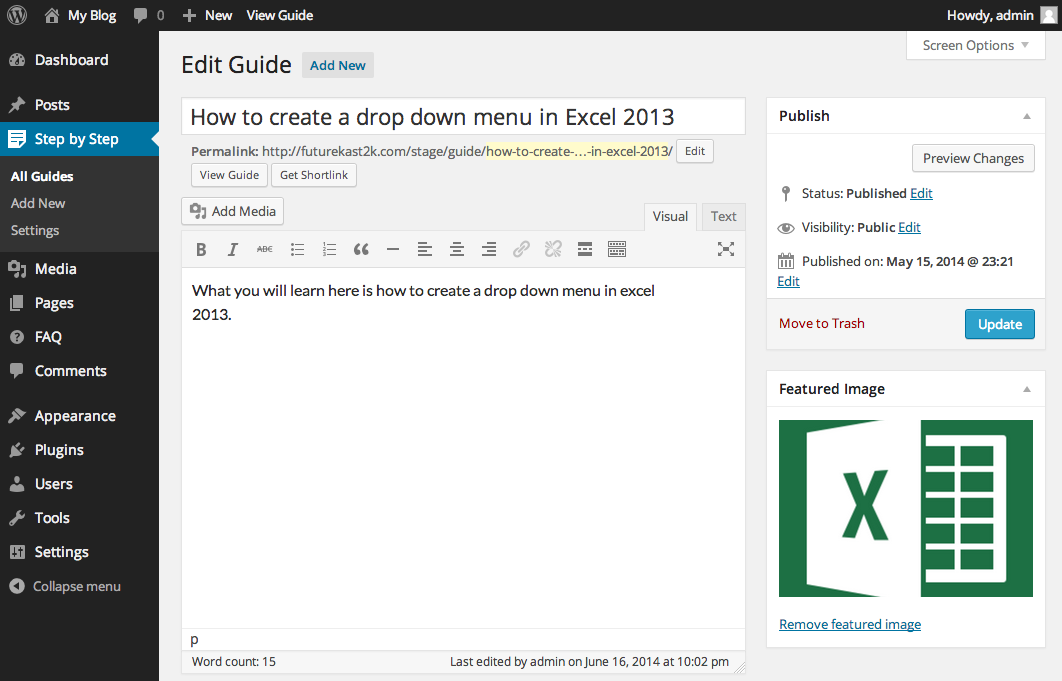 My Blog 0 New View Guide Howdy, admin
Screen Options
Dashboard
Posts
Step by Step
All Guides
Add New
Settings
Media
Pages
FAQ
Comments
Appearance
Plugins
Users
Tools
Settings
Collapse menu
Edit Guide Add New
How to create a drop down menu in Excel 2013
Permalink: http://futurekast2k.com/stage/guide/how-to-create-…-in-excel-2013/ Edit
View Guide Get Shortlink
Add Media
Visual Text
B I ABC
What you will learn here is how to create a drop down menu in excel
2013.
p
Word count: 15 Last edited by admin on June 16, 2014 at 10:02 pm
Publish
Preview Changes
Status: Published Edit
Visibility: Public Edit
Published on: May 15, 2014 @ 23:21
Edit
Move to Trash Update
Featured Image
X
Remove featured image